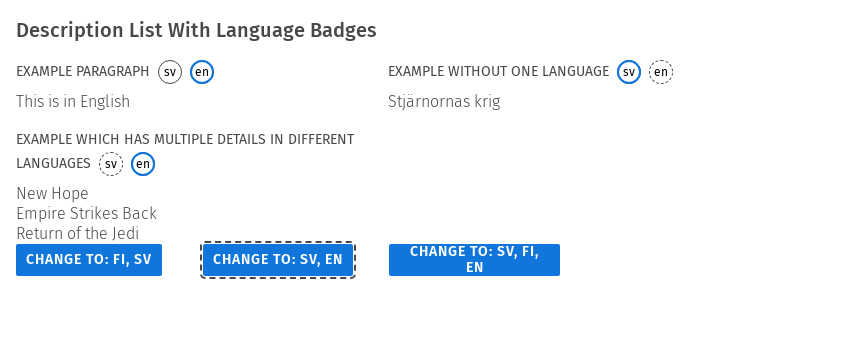 Description List With Language Badges
EXAMPLE PARAGRAPH sv en
This is in English
EXAMPLE WITHOUT ONE LANGUAGE sv en
Stjärnornas krig
EXAMPLE WHICH HAS MULTIPLE DETAILS IN DIFFERENT
LANGUAGES sv en
New Hope
Empire Strikes Back
Return of the Jedi
CHANGE TO: FI, SV
CHANGE TO: SV, EN
CHANGE TO: SV, FI,
EN